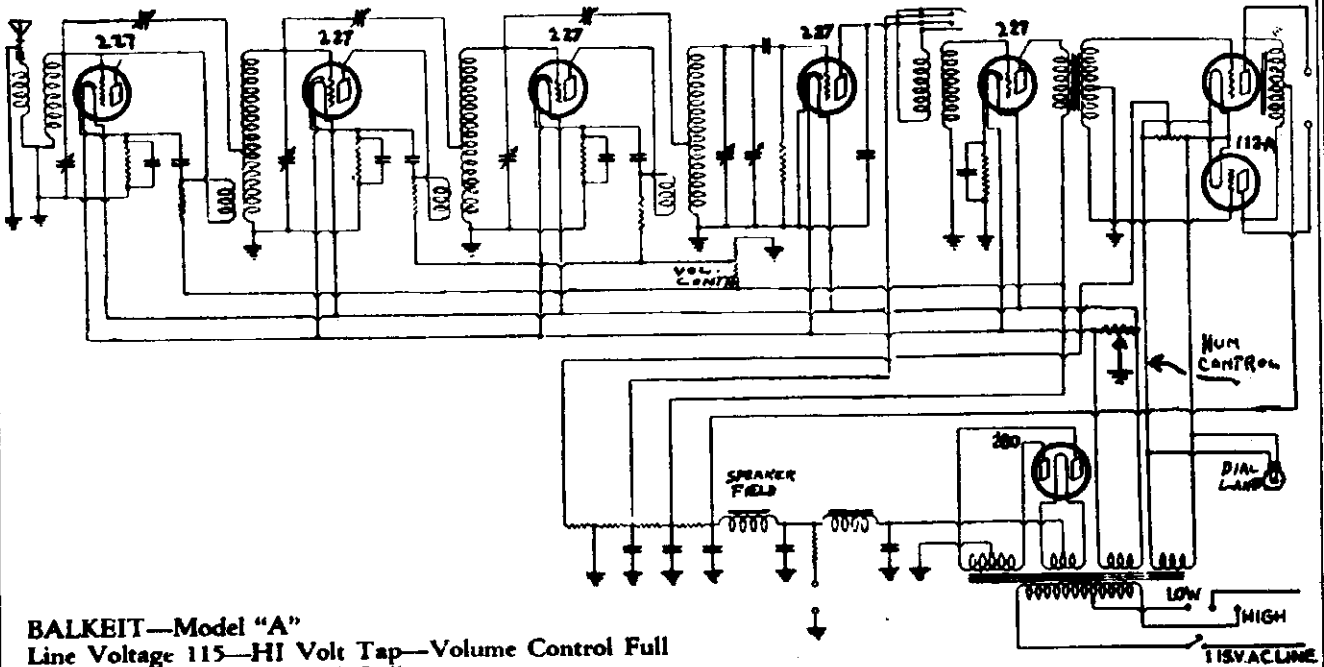 227
227
227
227
227
112A
VOL.
CONTR
HUM
CONTROL
280
SPEAKER
FIELD
DIAL
LAMP
LOW
HIGH
115V.AC.LINE
BALKEIT—Model “A”
Line Voltage 115—HI Volt Tap—Volume Control Full